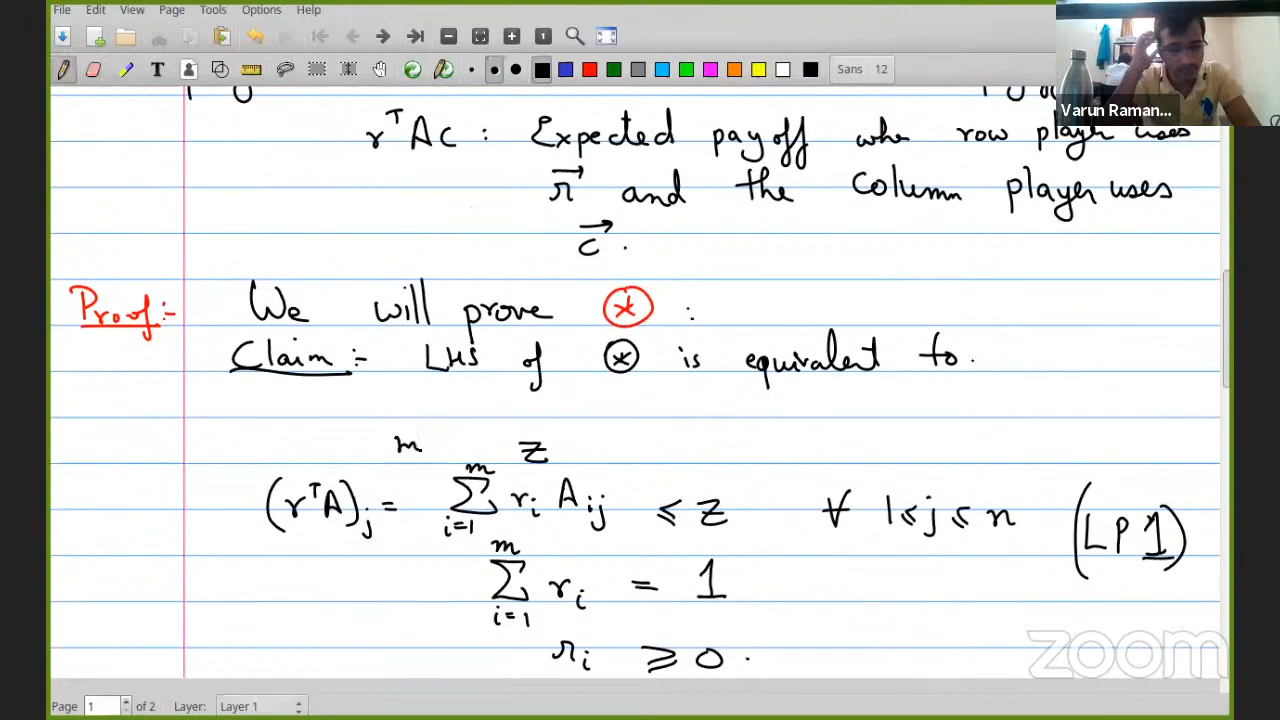 File Edit View Page Tools Options Help
Sans 12
Varun Raman...
r^T A c : Expected payoff when row player uses
r⃗ and the column player uses
c⃗ .
Proof:- We will prove ⊛ :
Claim:- LHS of ⊛ is equivalent to.
m z
(r^T A)_j = Σ_{i=1}^{m} r_i A_{ij} ≤ z ∀ 1≤j≤n (LP 1)
Σ_{i=1}^{m} r_i = 1
r_i ≥ 0 .
zoom
Page 1 of 2 Layer: Layer 1